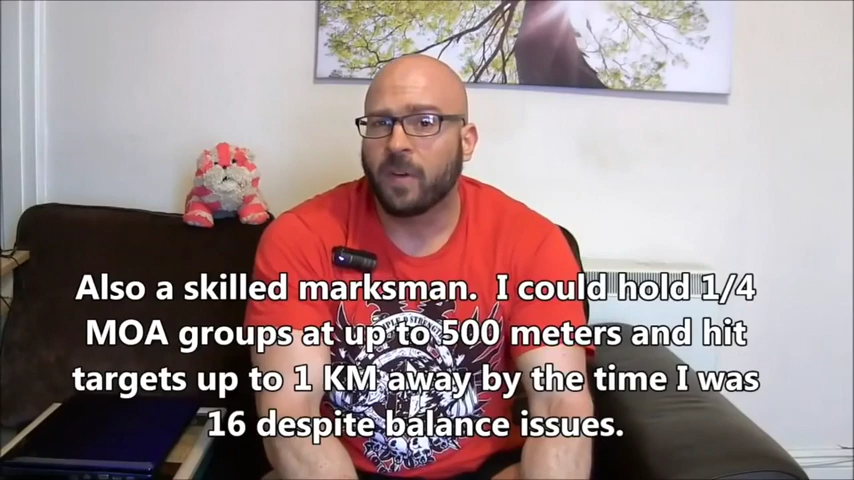 Also a skilled marksman. I could hold 1/4
MOA groups at up to 500 meters and hit
targets up to 1 KM away by the time I was
16 despite balance issues.